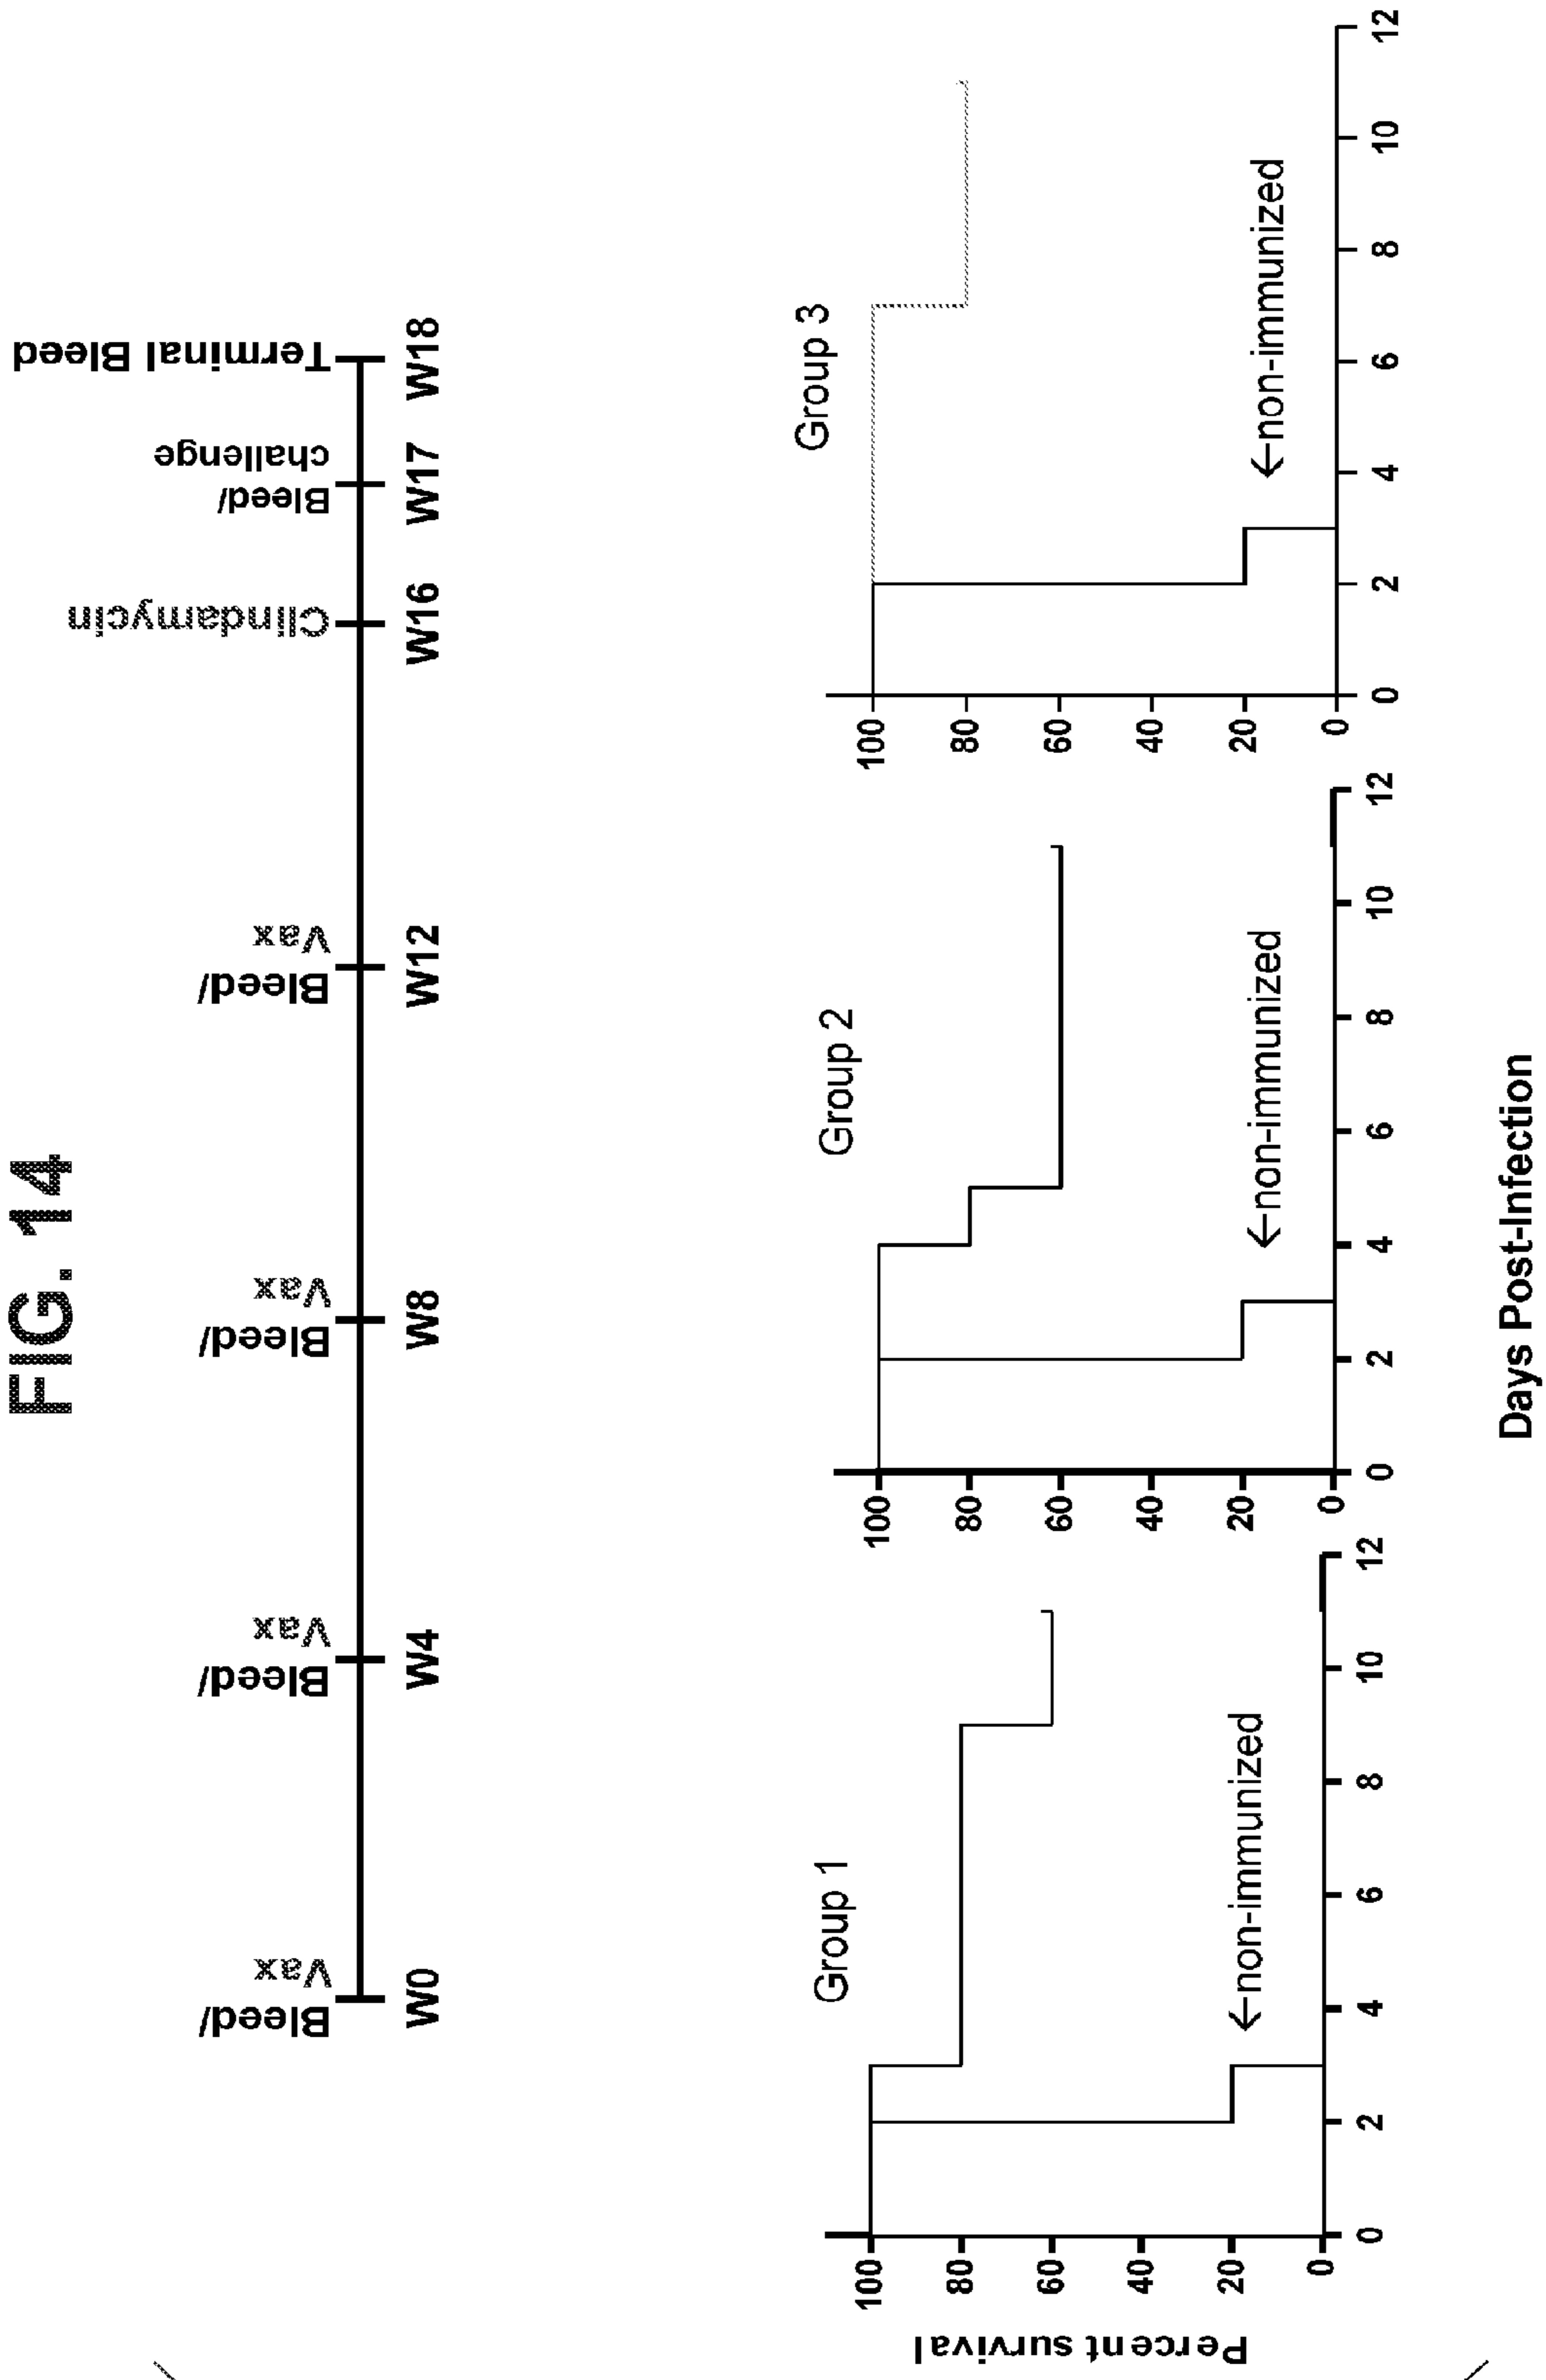 FIG. 14
Bleed/ Vax
Bleed/ Vax
Bleed/ Vax
Bleed/ Vax
Clindamycin
Bleed/ challenge
Terminal Bleed
W0 W4 W8 W12 W16 W17 W18
Percent survival
Group 1
100
80
60
40
20
0
←non-immunized
0 2 4 6 8 10 12
Group 2
100
80
60
40
20
0
←non-immunized
0 2 4 6 8 10 12
Group 3
100
80
60
40
20
0
←non-immunized
0 2 4 6 8 10 12
Days Post-Infection